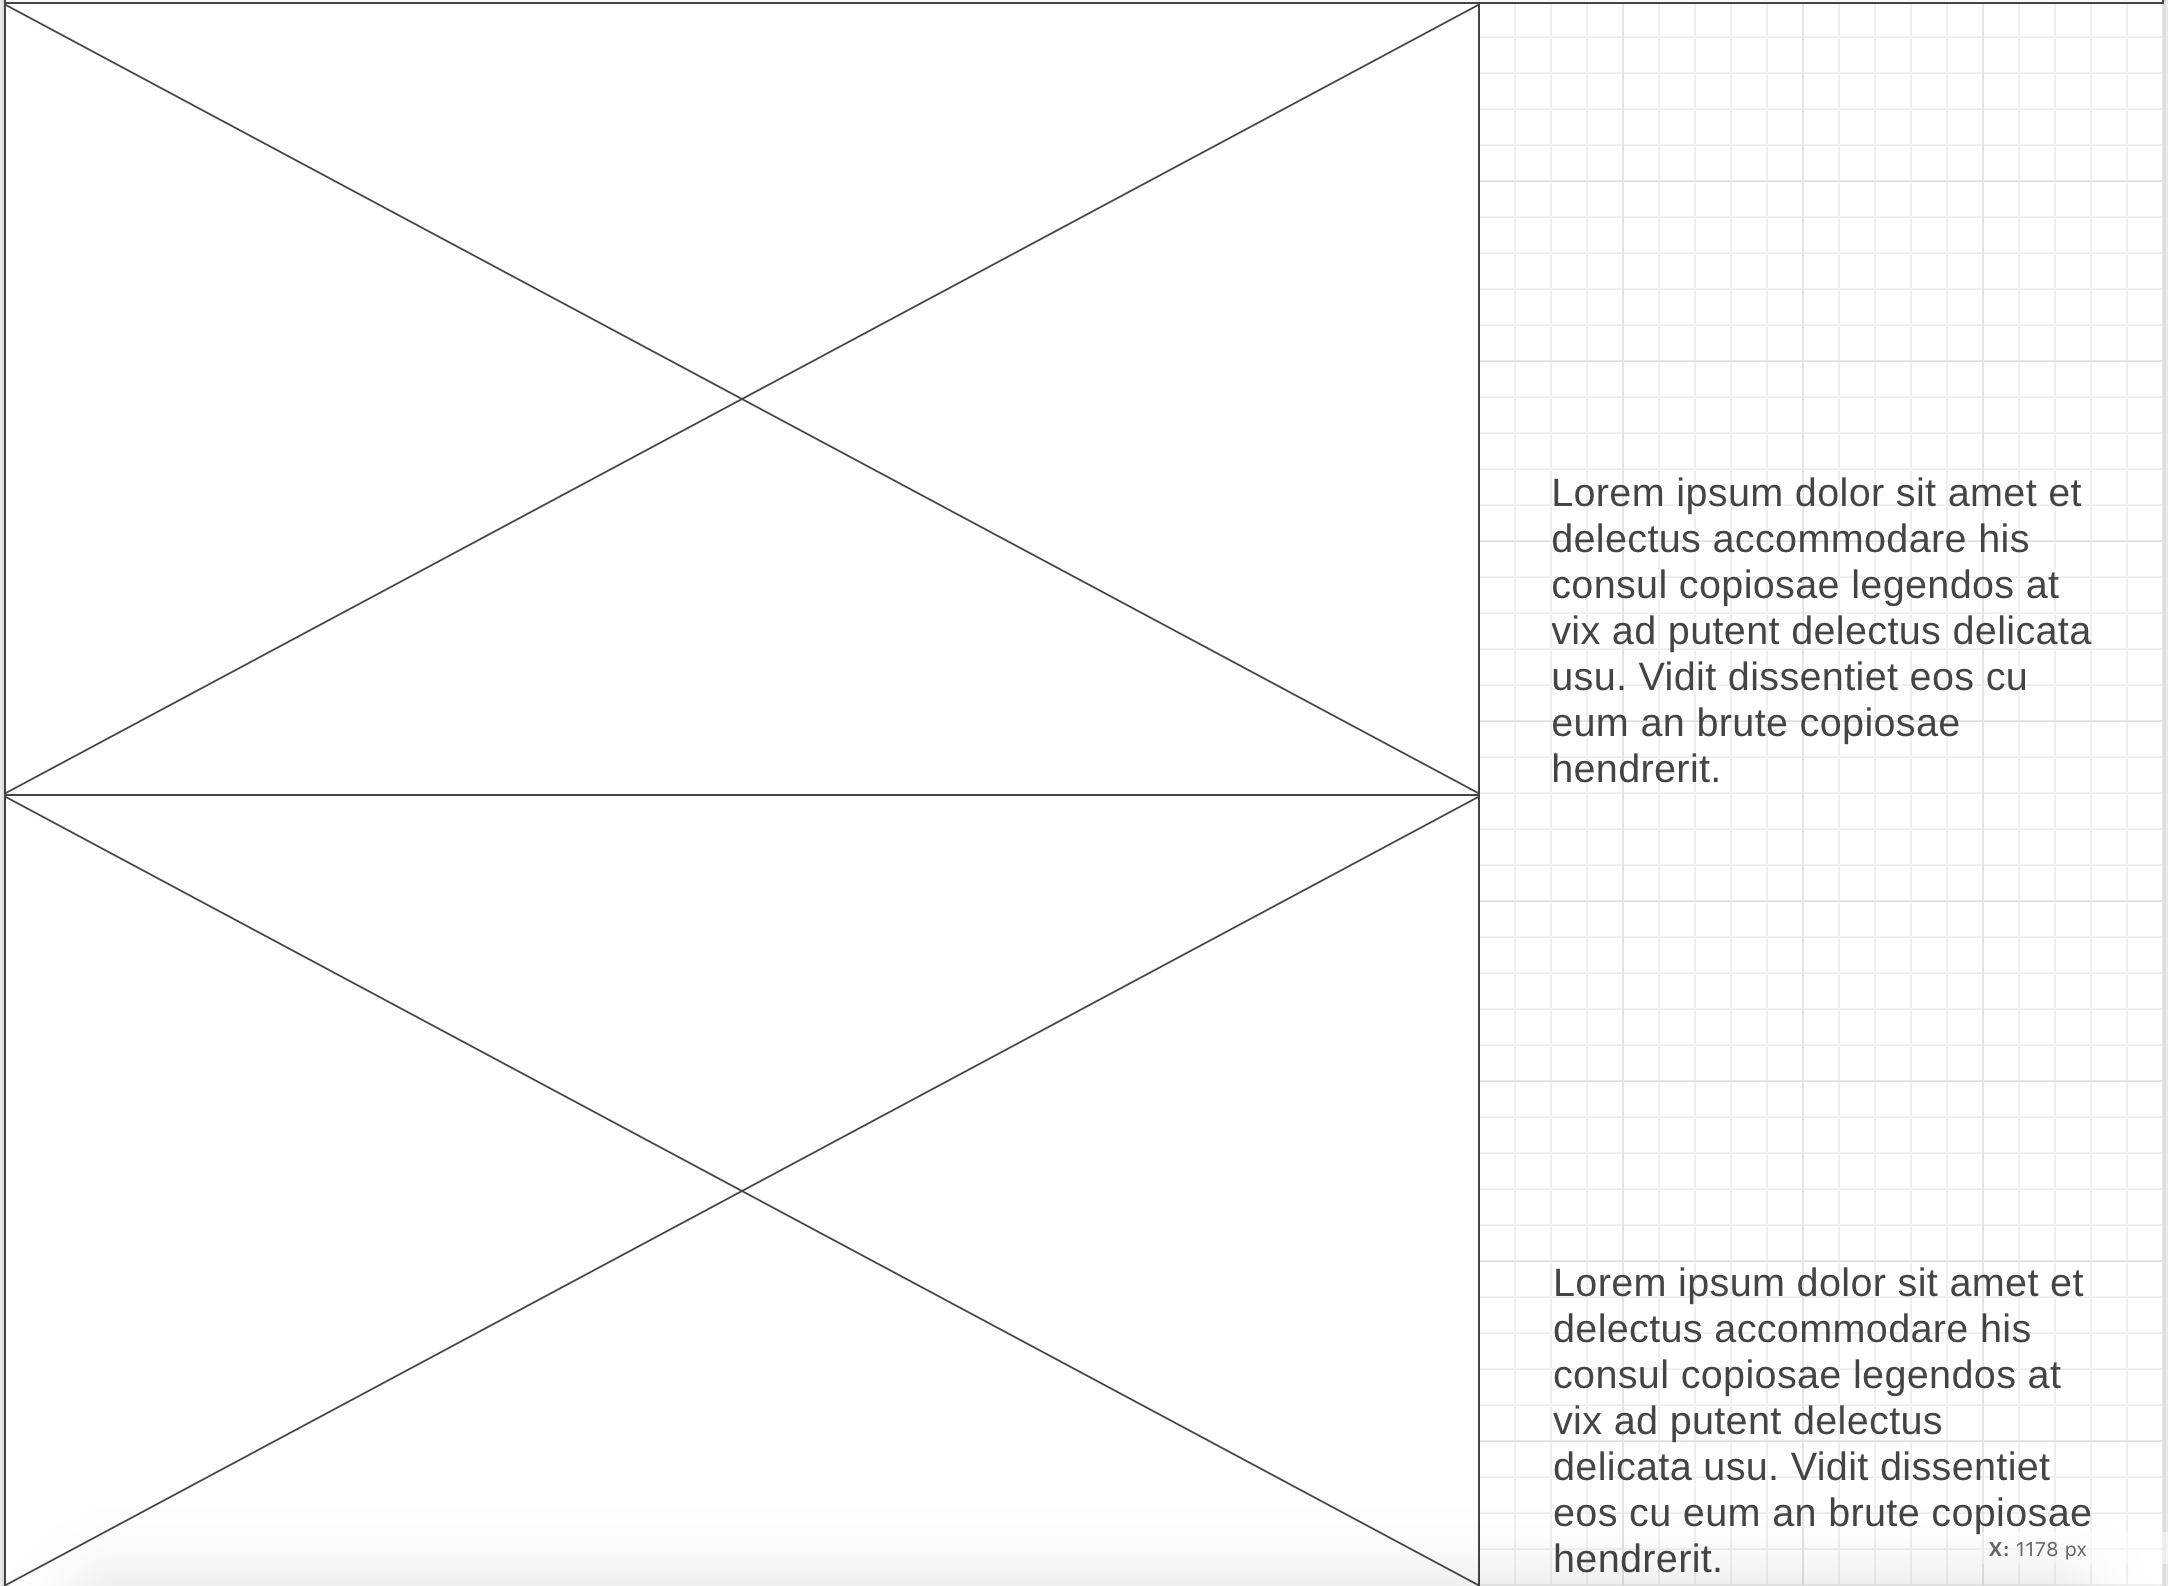 Lorem ipsum dolor sit amet et
delectus accommodare his
consul copiosae legendos at
vix ad putent delectus delicata
usu. Vidit dissentiet eos cu
eum an brute copiosae
hendrerit.
Lorem ipsum dolor sit amet et
delectus accommodare his
consul copiosae legendos at
vix ad putent delectus
delicata usu. Vidit dissentiet
eos cu eum an brute copiosae
hendrerit.
X: 1178 px